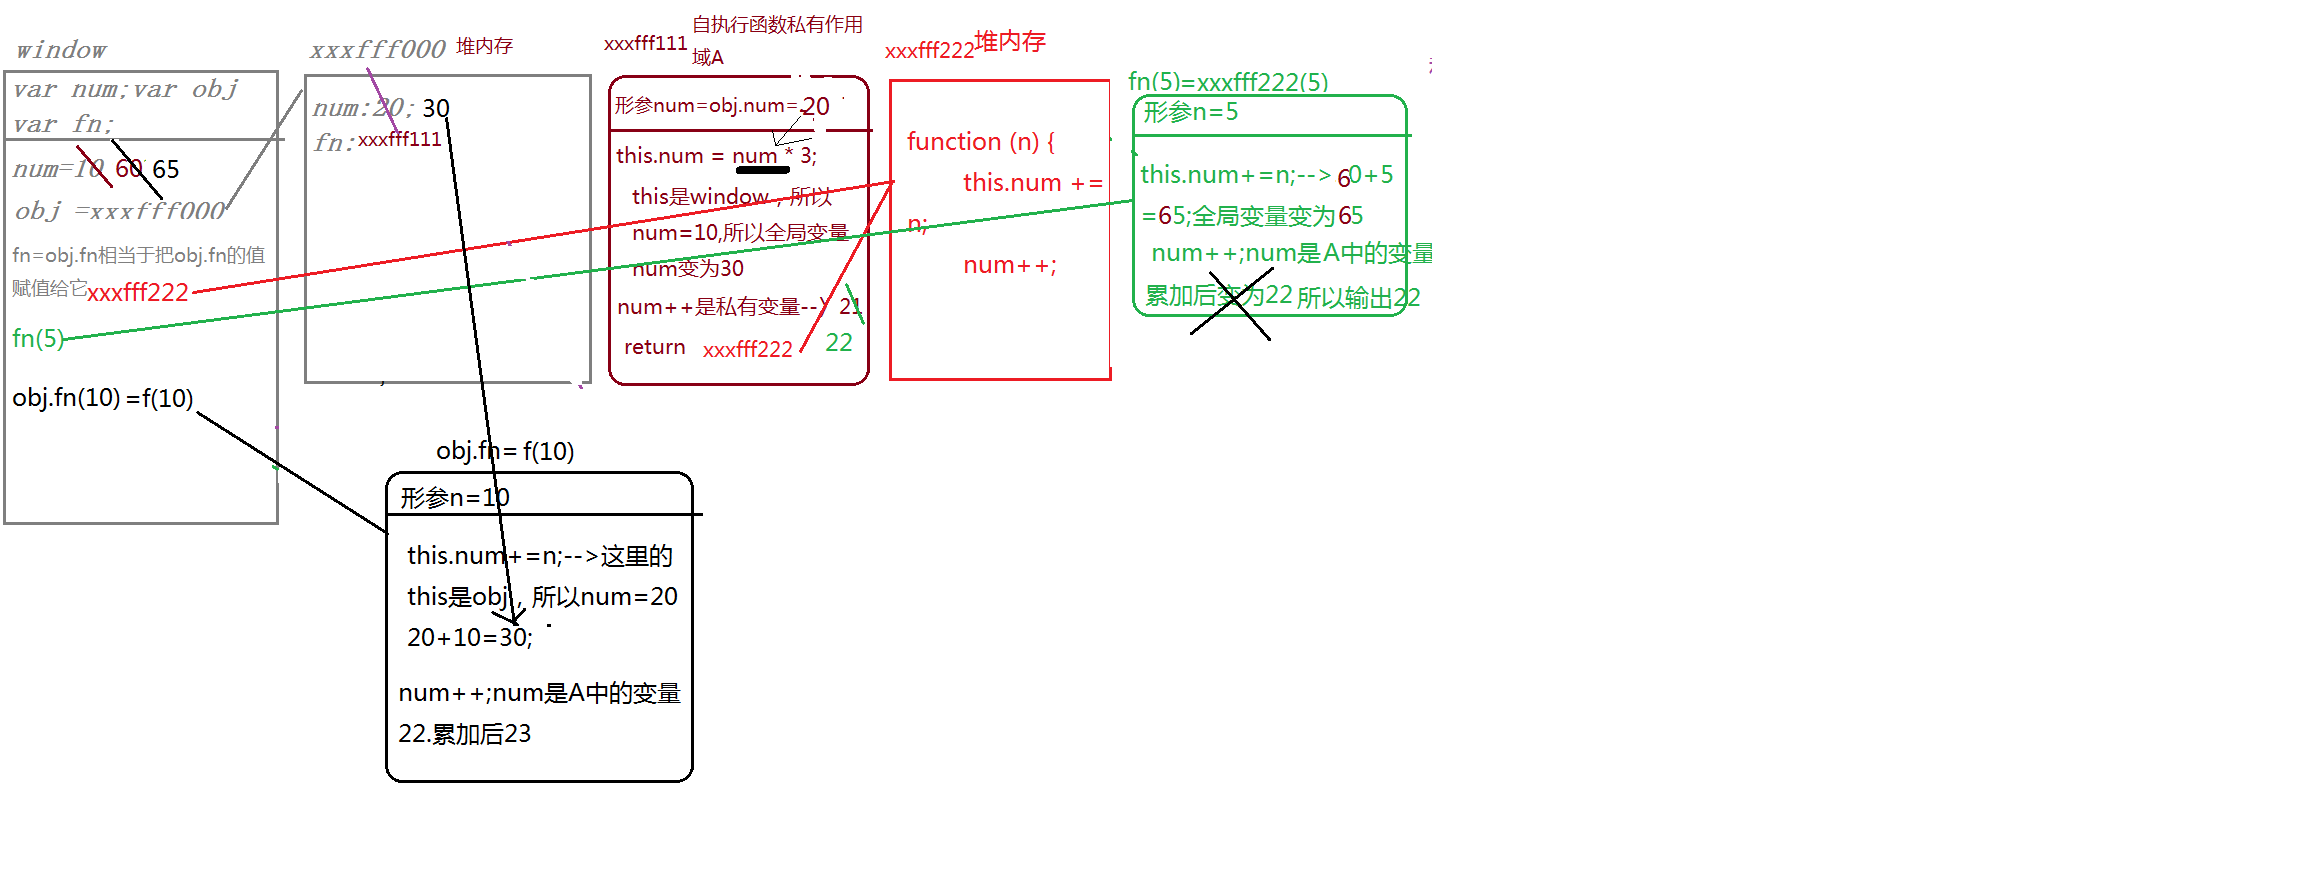 window
var num;var obj
var fn;
num=10 60 65
obj =xxxfff000
fn=obj.fn相当于把obj.fn的值
赋值给它xxxfff222
fn(5)
obj.fn(10)=f(10)
xxxfff000 堆内存
num:20; 30
fn:xxxfff111
xxxfff111 自执行函数私有作用
域A
形参num=obj.num=20
this.num = num * 3;
this是window，所以
num=10,所以全局变量
num变为30
num++是私有变量--> 21
22
return xxxfff222
xxxfff222堆内存
function (n) {
this.num +=
n;
num++;
fn(5)=xxxfff222(5)
形参n=5
this.num+=n;--> 60+5
=65;全局变量变为65
num++;num是A中的变量
累加后变为22 所以输出22
obj.fn= f(10)
形参n=10
this.num+=n;-->这里的
this是obj，所以num=20
20+10=30;
num++;num是A中的变量
22.累加后23